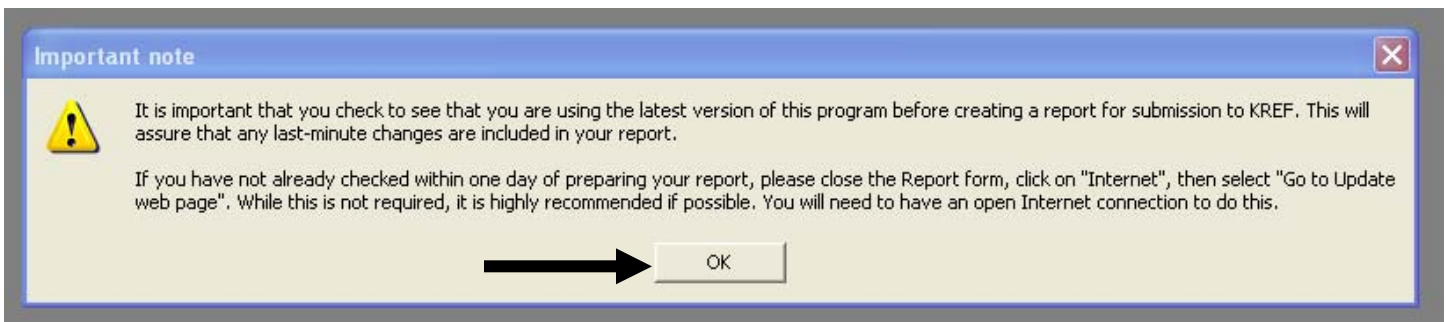 Important note
It is important that you check to see that you are using the latest version of this program before creating a report for submission to KREF. This will
assure that any last-minute changes are included in your report.
If you have not already checked within one day of preparing your report, please close the Report form, click on "Internet", then select "Go to Update
web page". While this is not required, it is highly recommended if possible. You will need to have an open Internet connection to do this.
OK